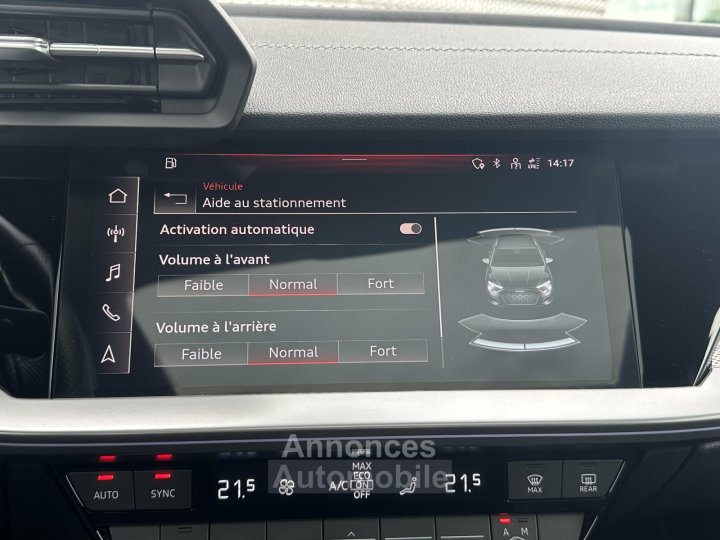 14:17
Véhicule
Aide au stationnement
Activation automatique
Volume à l'avant
Faible Normal Fort
Volume à l'arrière
Faible Normal Fort
Annonces
Automobile
AUTO SYNC 21.5 A/C MAX ECO ON OFF 21.5 MAX REAR
A M